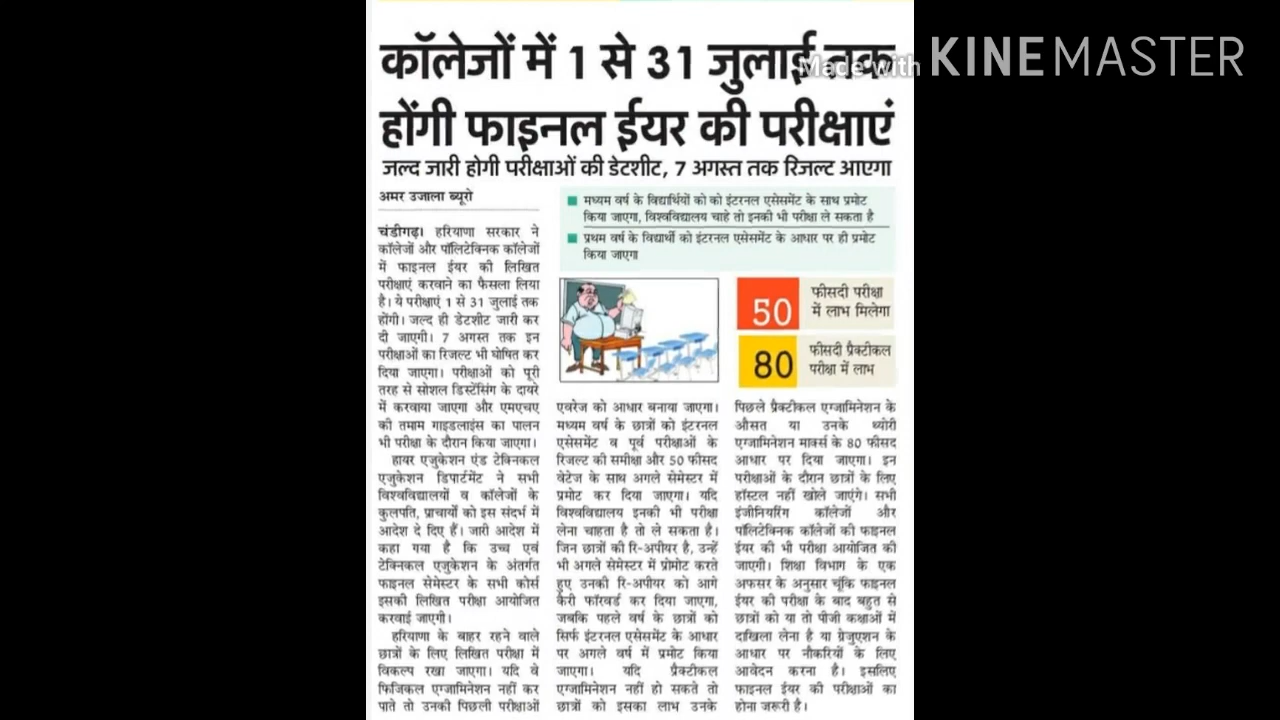 कॉलेजों में 1 से 31 जुलाई तक
होंगी फाइनल ईयर की परीक्षाएं
Made with KINEMASTER
जल्द जारी होगी परीक्षाओं की डेटशीट, 7 अगस्त तक रिजल्ट आएगा
अमर उजाला ब्यूरो
चंडीगढ़। हरियाणा सरकार ने
कॉलेजों और पॉलिटेक्निक कॉलेजों
में फाइनल ईयर की लिखित
परीक्षाएं करवाने का फैसला लिया
है। ये परीक्षाएं 1 से 31 जुलाई तक
होंगी। जल्द ही डेटशीट जारी कर
दी जाएगी। 7 अगस्त तक इन
परीक्षाओं का रिजल्ट भी घोषित कर
दिया जाएगा। परीक्षाओं को पूरी
तरह से सोशल डिस्टेंसिंग के दायरे
में करवाया जाएगा और एमएचए
की तमाम गाइडलाइंस का पालन
भी परीक्षा के दौरान किया जाएगा।
हायर एजुकेशन एंड टेक्निकल
एजुकेशन डिपार्टमेंट ने सभी
विश्वविद्यालयों व कॉलेजों के
कुलपति, प्राचार्यों को इस संदर्भ में
आदेश दे दिए हैं। जारी आदेश में
कहा गया है कि उच्च एवं
टेक्निकल एजुकेशन के अंतर्गत
फाइनल सेमेस्टर के सभी कोर्स
इसकी लिखित परीक्षा आयोजित
करवाई जाएगी।
हरियाणा के बाहर रहने वाले
छात्रों के लिए लिखित परीक्षा में
विकल्प रखा जाएगा। यदि वे
फिजिकल एग्जामिनेशन नहीं कर
पाते तो उनकी पिछली परीक्षाओं
मध्यम वर्ष के विद्यार्थियों को को इंटरनल एसेसमेंट के साथ प्रमोट
किया जाएगा, विश्वविद्यालय चाहे तो इनकी भी परीक्षा ले सकता है
प्रथम वर्ष के विद्यार्थी को इंटरनल एसेसमेंट के आधार पर ही प्रमोट
किया जाएगा
50 फीसदी परीक्षा
में लाभ मिलेगा
80 फीसदी प्रैक्टीकल
परीक्षा में लाभ
एवरेज को आधार बनाया जाएगा।
मध्यम वर्ष के छात्रों को इंटरनल
एसेसमेंट व पूर्व परीक्षाओं के
रिजल्ट की समीक्षा और 50 फीसद
वेटेज के साथ अगले सेमेस्टर में
प्रमोट कर दिया जाएगा। यदि
विश्वविद्यालय इनकी भी परीक्षा
लेना चाहता है तो ले सकता है।
जिन छात्रों की रि-अपीयर है, उन्हें
भी अगले सेमेस्टर में प्रोमोट करते
हुए उनकी रि-अपीयर को आगे
कैरी फॉरवर्ड कर दिया जाएगा,
जबकि पहले वर्ष के छात्रों को
सिर्फ इंटरनल एसेसमेंट के आधार
पर अगले वर्ष में प्रमोट किया
जाएगा। यदि प्रैक्टीकल
एग्जामिनेशन नहीं हो सकते तो
छात्रों को इसका लाभ उनके
पिछले प्रैक्टीकल एग्जामिनेशन के
औसत या उनके थ्योरी
एग्जामिनेशन मार्क्स के 80 फीसद
आधार पर दिया जाएगा। इन
परीक्षाओं के दौरान छात्रों के लिए
हॉस्टल नहीं खोले जाएंगे। सभी
इंजीनियरिंग कॉलेजों और
पॉलिटेक्निक कॉलेजों की फाइनल
ईयर की भी परीक्षा आयोजित की
जाएगी। शिक्षा विभाग के एक
अफसर के अनुसार चूंकि फाइनल
ईयर की परीक्षा के बाद बहुत से
छात्रों को या तो पीजी कक्षाओं में
दाखिला लेना है या ग्रेजुएशन के
आधार पर नौकरियों के लिए
आवेदन करना है। इसलिए
फाइनल ईयर की परीक्षाओं का
होना जरूरी है।